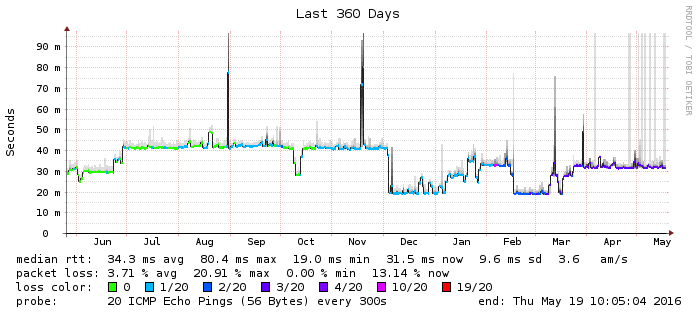 Last 360 Days
RRDTOOL / TOBI OETIKER
Seconds
90 m
80 m
70 m
60 m
50 m
40 m
30 m
20 m
10 m
0
Jun Jul Aug Sep Oct Nov Dec Jan Feb Mar Apr May
median rtt: 34.3 ms avg 80.4 ms max 19.0 ms min 31.5 ms now 9.6 ms sd 3.6 am/s
packet loss: 3.71 % avg 20.91 % max 0.00 % min 13.14 % now
loss color: 0 1/20 2/20 3/20 4/20 10/20 19/20
probe: 20 ICMP Echo Pings (56 Bytes) every 300s end: Thu May 19 10:05:04 2016